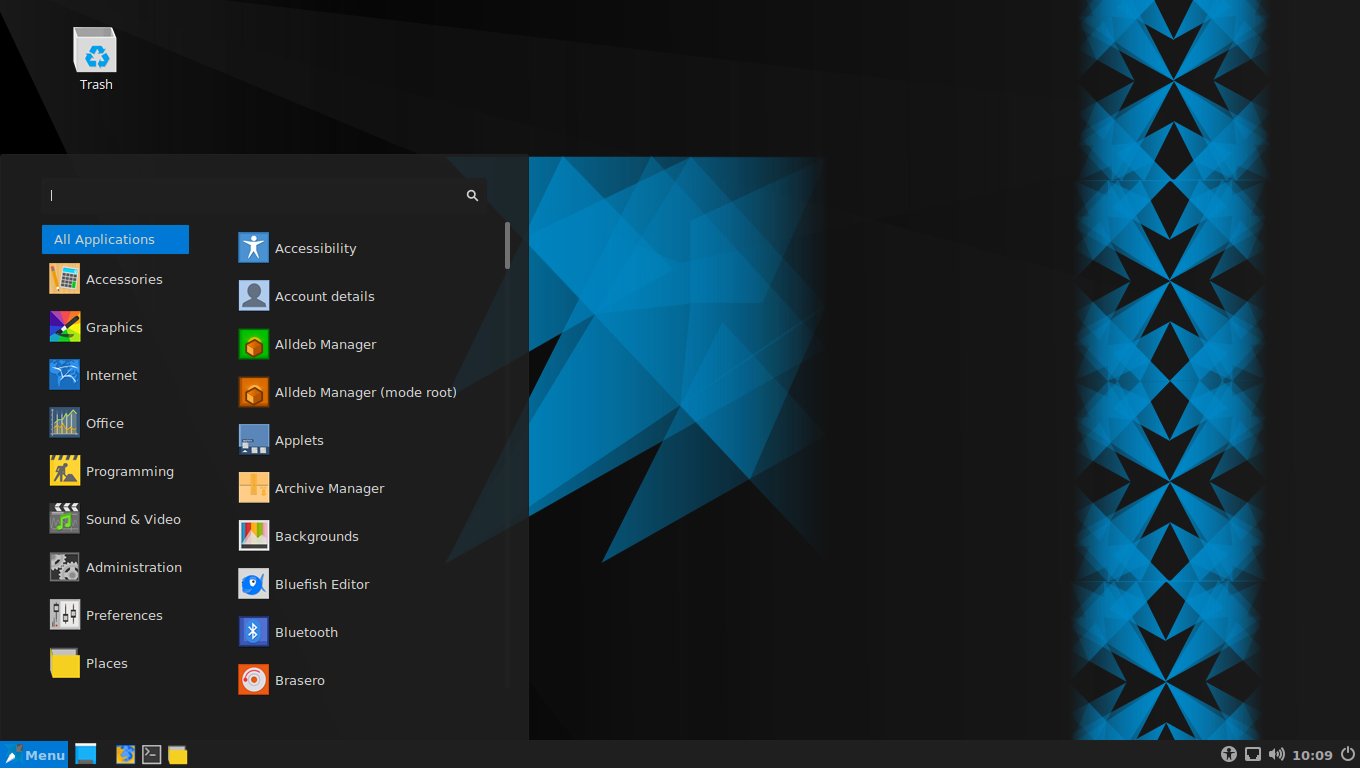 Trash
All Applications
Accessories
Graphics
Internet
Office
Programming
Sound & Video
Administration
Preferences
Places
Accessibility
Account details
Alldeb Manager
Alldeb Manager (mode root)
Applets
Archive Manager
Backgrounds
Bluefish Editor
Bluetooth
Brasero
Menu
10:09